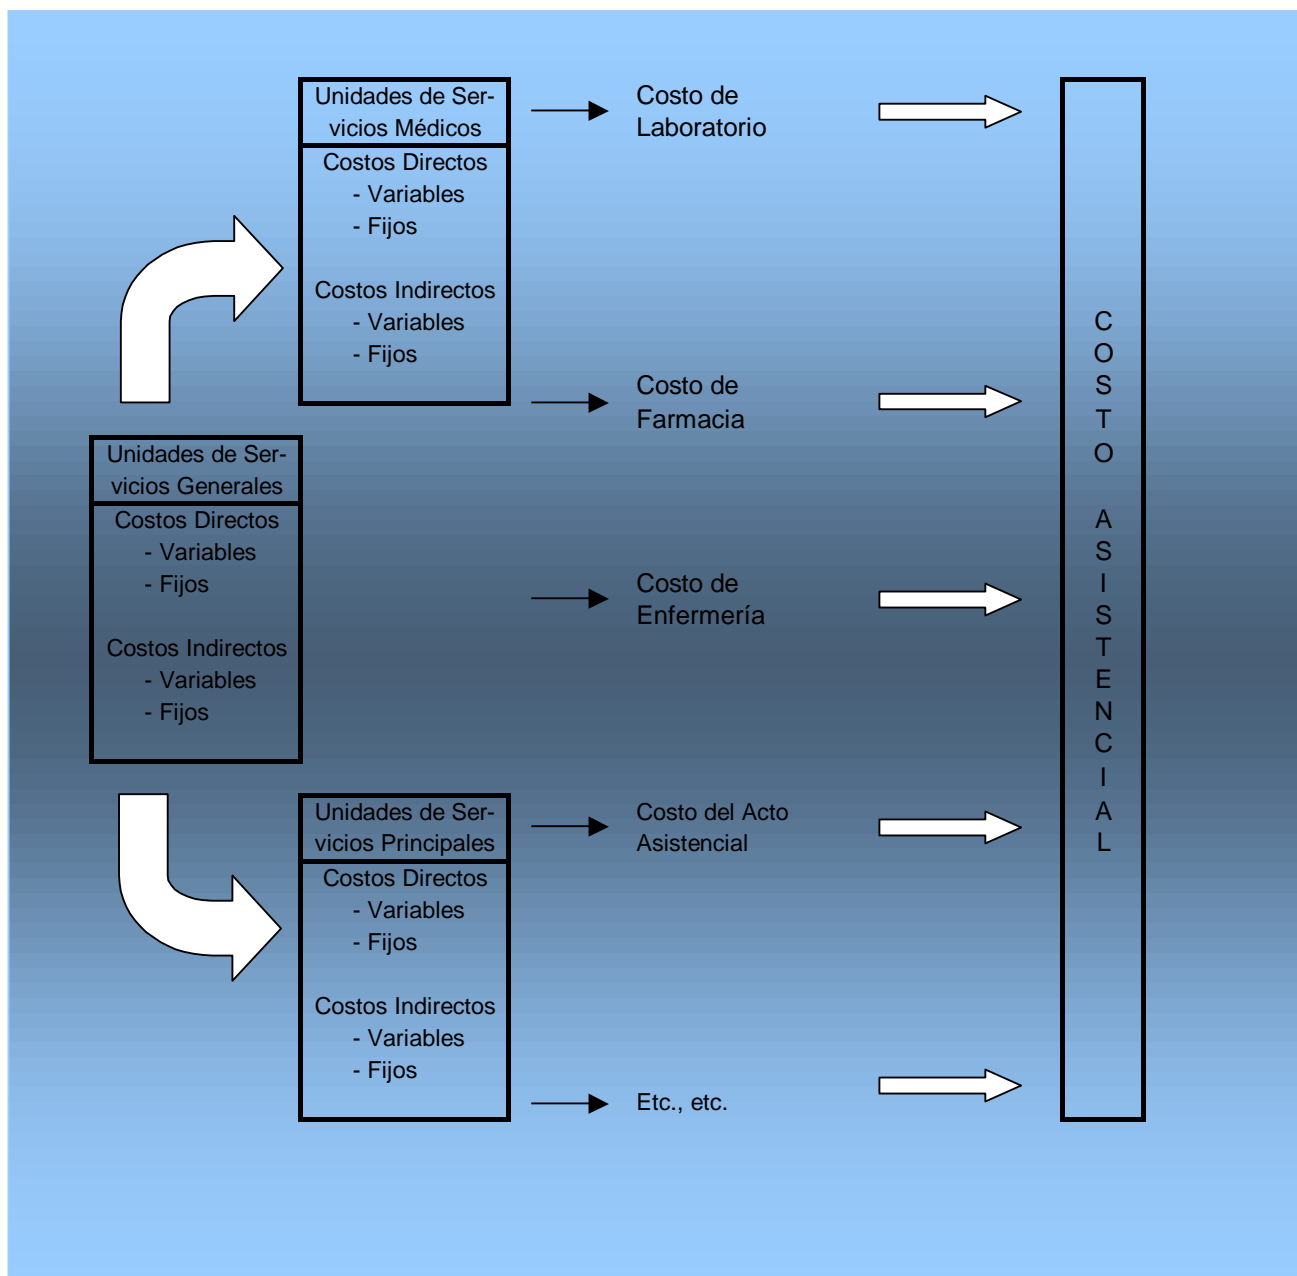 Unidades de Ser-
vicios Médicos
Costos Directos
- Variables
- Fijos
Costos Indirectos
- Variables
- Fijos
Costo de
Laboratorio
Costo de
Farmacia
Unidades de Ser-
vicios Generales
Costos Directos
- Variables
- Fijos
Costos Indirectos
- Variables
- Fijos
Costo de
Enfermería
Unidades de Ser-
vicios Principales
Costos Directos
- Variables
- Fijos
Costos Indirectos
- Variables
- Fijos
Costo del Acto
Asistencial
Etc., etc.
COSTO ASISTENCIAL